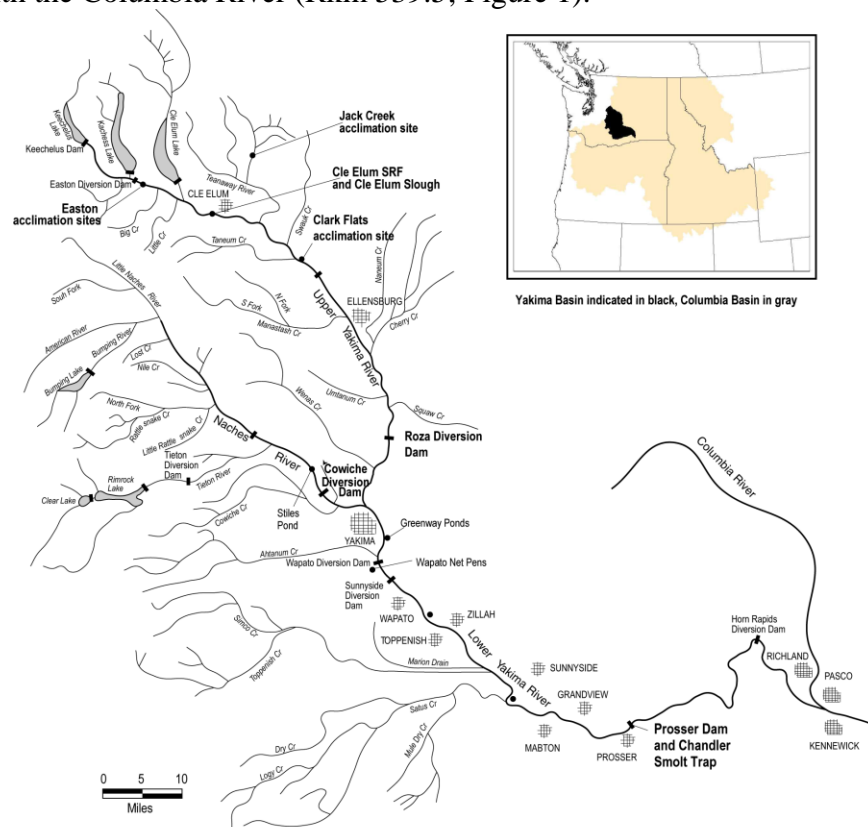 th the Columbia River (Rkm 539.5; Figure 1).
Keechelus
Lake
Kachess Lake
Cle Elum Lake
Keechelus Dam
Jack Creek
acclimation site
Teanaway River
Easton Diversion Dam
CLE ELUM
Cle Elum SRF
and Cle Elum Slough
Easton
acclimation sites
Big Cr
Little Cr
Swauk Cr
Clark Flats
acclimation site
Taneum Cr
Naneum Cr
Little Naches
River
South Fork
N Fork
S Fork
Manastash Cr
Upper
Yakima River
ELLENSBURG
Cherry Cr
American River
Bumping River
Lost Cr
Nile Cr
Bumping Lake
Wenas Cr
Umtanum Cr
Squaw Cr
North Fork
Rattle snake Cr
Little Rattle snake Cr
Naches
River
Roza Diversion
Dam
Tieton
Diversion
Dam
Tieton River
Rimrock
Lake
Clear Lake
Cowiche
Diversion
Dam
Stiles
Pond
Cowiche Cr
YAKIMA
Greenway Ponds
Ahtanum Cr
Wapato Diversion Dam
Wapato Net Pens
Sunnyside
Diversion
Dam
WAPATO
ZILLAH
TOPPENISH
Lower
Yakima River
Simco Cr
Toppenish Cr
Marion Drain
SUNNYSIDE
GRANDVIEW
Satus Cr
Mule Dry Cr
Dry Cr
Logy Cr
MABTON
PROSSER
Prosser Dam
and Chandler
Smolt Trap
Columbia River
Horn Rapids
Diversion Dam
RICHLAND
PASCO
KENNEWICK
0 5 10
Miles
Yakima Basin indicated in black, Columbia Basin in gray